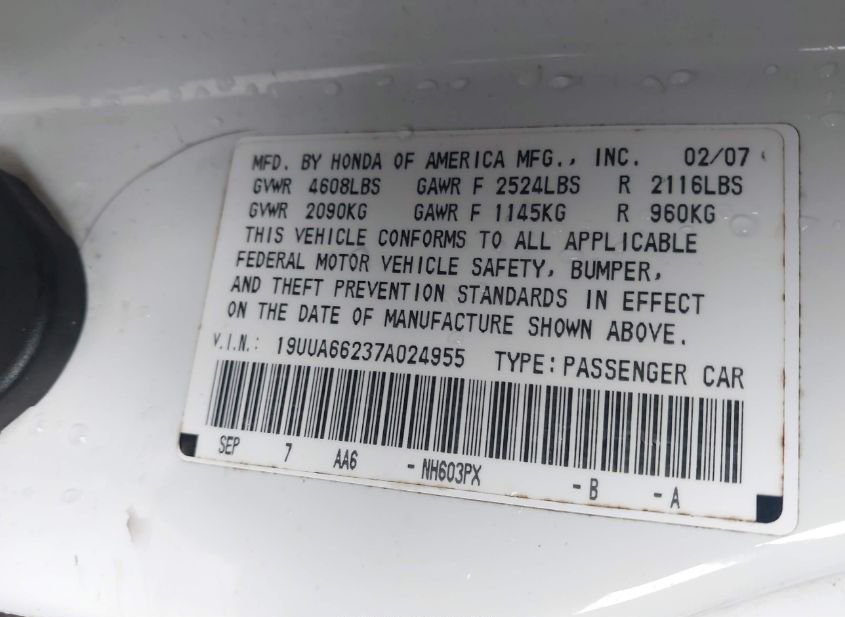 MFD. BY HONDA OF AMERICA MFG., INC. 02/07
GVWR 4608LBS GAWR F 2524LBS R 2116LBS
GVWR 2090KG GAWR F 1145KG R 960KG
THIS VEHICLE CONFORMS TO ALL APPLICABLE
FEDERAL MOTOR VEHICLE SAFETY, BUMPER,
AND THEFT PREVENTION STANDARDS IN EFFECT
ON THE DATE OF MANUFACTURE SHOWN ABOVE.
V.I.N.: 19UUA66237A024955 TYPE: PASSENGER CAR
SEP 7 AA6 - NH603PX - B - A